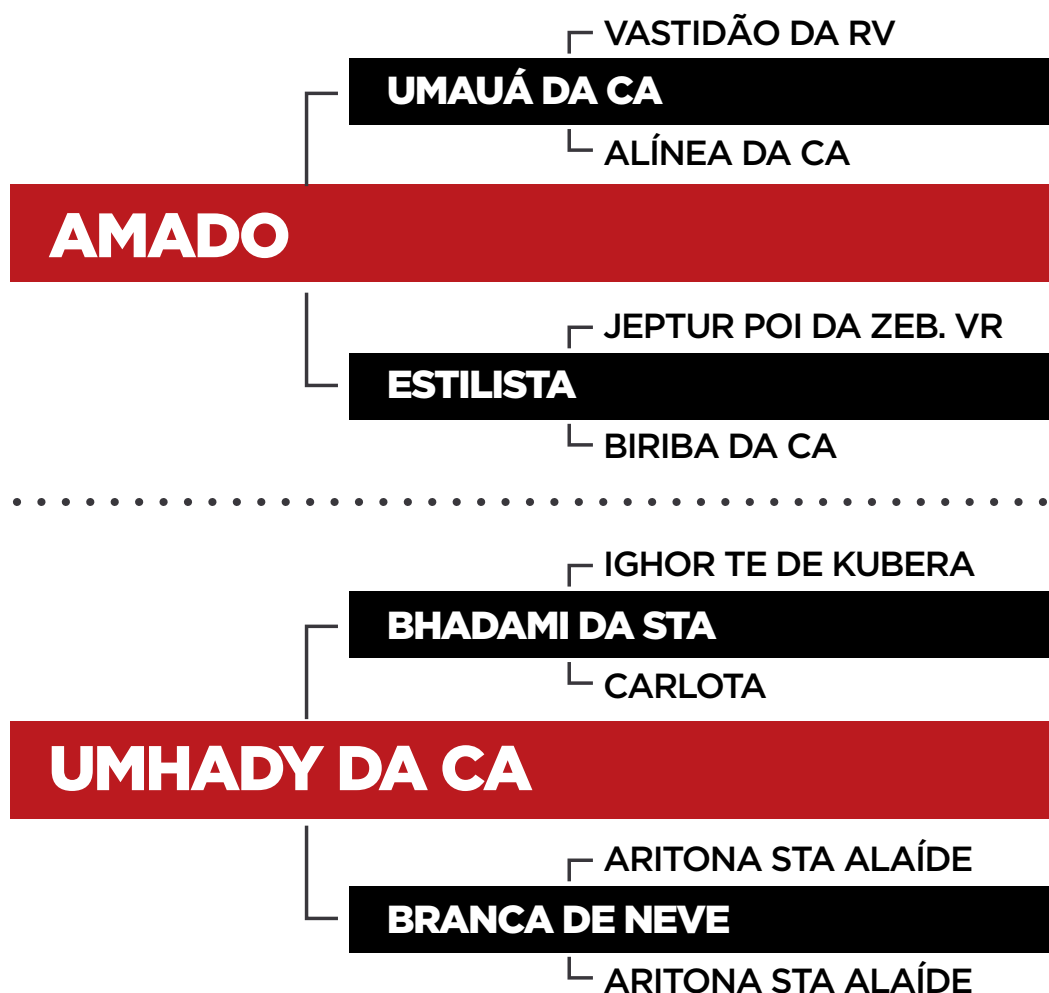 VASTIDÃO DA RV
UMAUÁ DA CA
ALÍNEA DA CA
AMADO
JEPTUR POI DA ZEB. VR
ESTILISTA
BIRIBA DA CA
IGHOR TE DE KUBERA
BHADAMI DA STA
CARLOTA
UMHADY DA CA
ARITONA STA ALAÍDE
BRANCA DE NEVE
ARITONA STA ALAÍDE